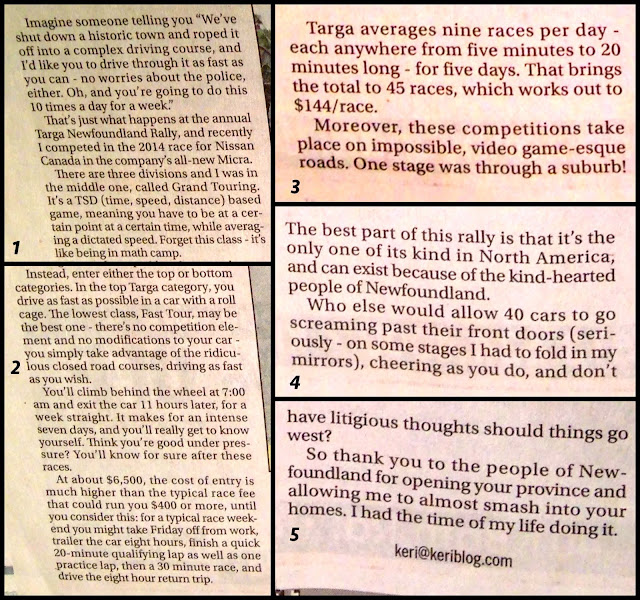 Imagine someone telling you "We've
shut down a historic town and roped it
off into a complex driving course, and
I'd like you to drive through it as fast as
you can - no worries about the police,
either. Oh, and you're going to do this
10 times a day for a week."
That's just what happens at the annual
Targa Newfoundland Rally, and recently
I competed in the 2014 race for Nissan
Canada in the company's all-new Micra.
There are three divisions and I was in
the middle one, called Grand Touring.
It's a TSD (time, speed, distance) based
game, meaning you have to be at a cer-
tain point at a certain time, while averag-
ing a dictated speed. Forget this class - it's
like being in math camp.
1
Instead, enter either the top or bottom
categories. In the top Targa category, you
drive as fast as possible in a car with a roll
cage. The lowest class, Fast Tour, may be
the best one - there's no competition ele-
ment and no modifications to your car -
you simply take advantage of the ridicu-
lous closed road courses, driving as fast
as you wish.
You'll climb behind the wheel at 7:00
am and exit the car 11 hours later, for a
week straight. It makes for an intense
seven days, and you'll really get to know
yourself. Think you're good under pres-
sure? You'll know for sure after these
races.
At about $6,500, the cost of entry is
much higher than the typical race fee
that could run you $400 or more, until
you consider this: for a typical race week-
end you might take Friday off from work,
trailer the car eight hours, finish a quick
20-minute qualifying lap as well as one
practice lap, then a 30 minute race, and
drive the eight hour return trip.
2
Targa averages nine races per day -
each anywhere from five minutes to 20
minutes long - for five days. That brings
the total to 45 races, which works out to
$144/race.
Moreover, these competitions take
place on impossible, video game-esque
roads. One stage was through a suburb!
3
The best part of this rally is that it's the
only one of its kind in North America,
and can exist because of the kind-hearted
people of Newfoundland.
Who else would allow 40 cars to go
screaming past their front doors (seri-
ously - on some stages I had to fold in my
mirrors), cheering as you do, and don't
4
have litigious thoughts should things go
west?
So thank you to the people of New-
foundland for opening your province and
allowing me to almost smash into your
homes. I had the time of my life doing it.
5
keri@keriblog.com